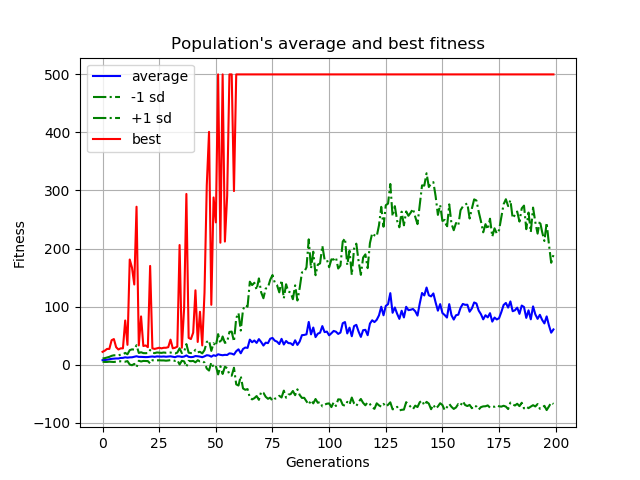 Population's average and best fitness
average
-1 sd
+1 sd
best
500
400
300
200
100
0
−100
Fitness
0
25
50
75
100
125
150
175
200
Generations